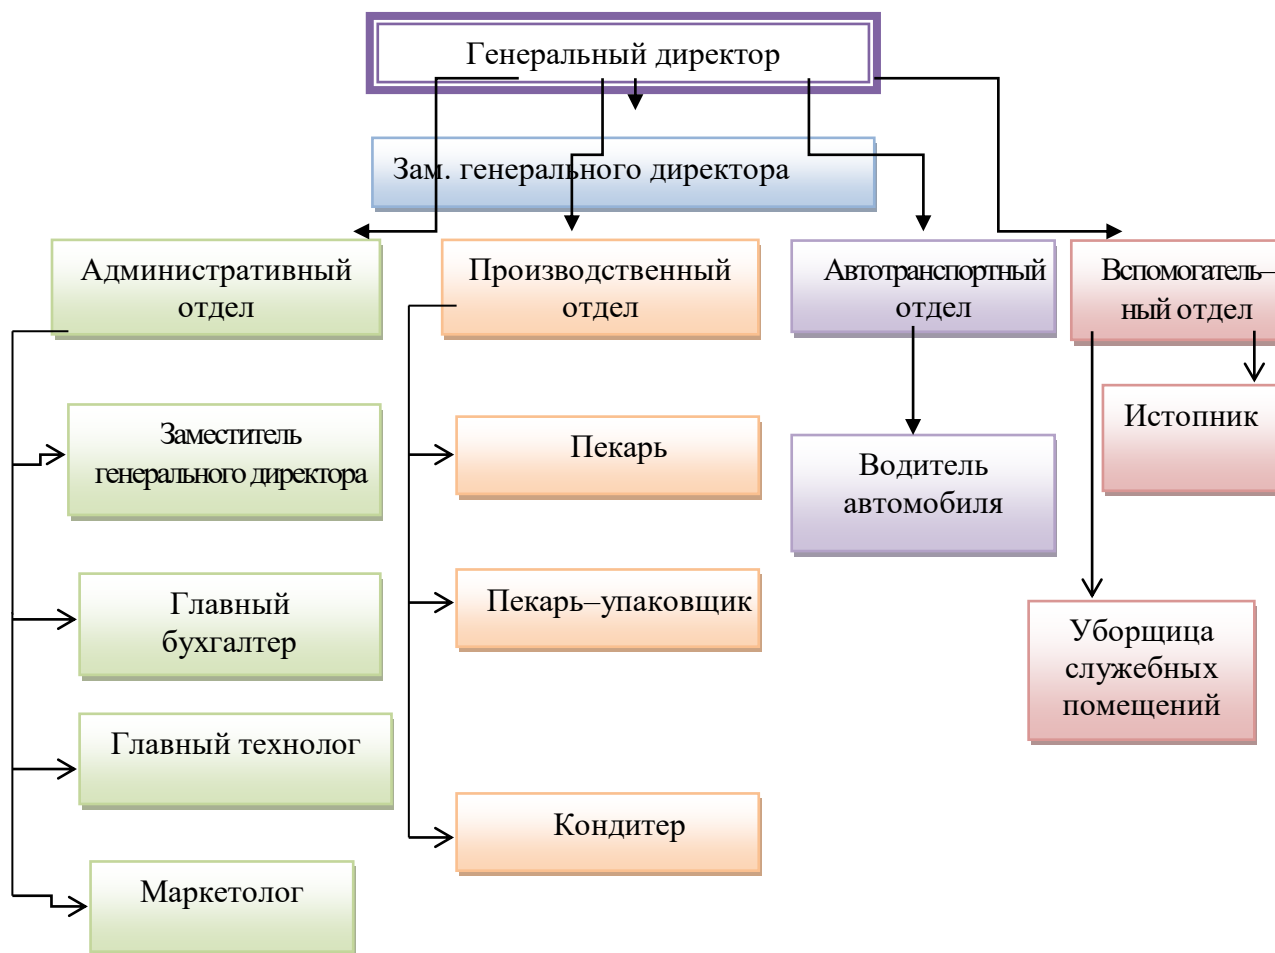 Генеральный директор
Зам. генерального директора
Административный
отдел
Производственный
отдел
Автотранспортный
отдел
Вспомогатель–
ный отдел
Заместитель
генерального директора
Главный
бухгалтер
Главный технолог
Маркетолог
Пекарь
Пекарь–упаковщик
Кондитер
Водитель
автомобиля
Истопник
Уборщица
служебных
помещений